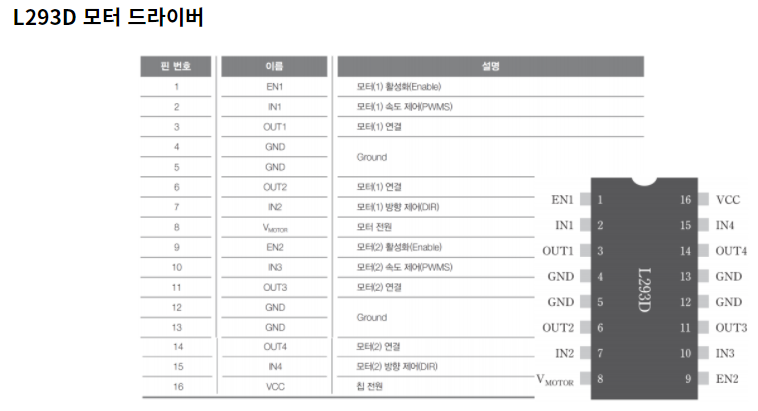 L293D 모터 드라이버
핀 번호 이름 설명
1 EN1 모터(1) 활성화(Enable)
2 IN1 모터(1) 속도 제어(PWMS)
3 OUT1 모터(1) 연결
4 GND Ground
5 GND
6 OUT2 모터(1) 연결
7 IN2 모터(1) 방향 제어(DIR)
8 VMOTOR 모터 전원
9 EN2 모터(2) 활성화(Enable)
10 IN3 모터(2) 속도 제어(PWMS)
11 OUT3 모터(2) 연결
12 GND Ground
13 GND
14 OUT4 모터(2) 연결
15 IN4 모터(2) 방향 제어(DIR)
16 VCC 칩 전원
EN1 1 16 VCC
IN1 2 15 IN4
OUT1 3 14 OUT4
GND 4 13 GND
L293D
GND 5 12 GND
OUT2 6 11 OUT3
IN2 7 10 IN3
VMOTOR 8 9 EN2